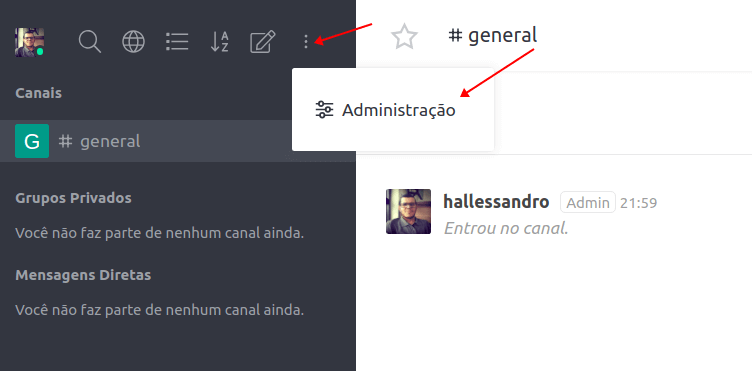 A
Z
# general
Canais
Administração
G # general
hallessandro Admin 21:59
Entrou no canal.
Grupos Privados
Você não faz parte de nenhum canal ainda.
Mensagens Diretas
Você não faz parte de nenhum canal ainda.